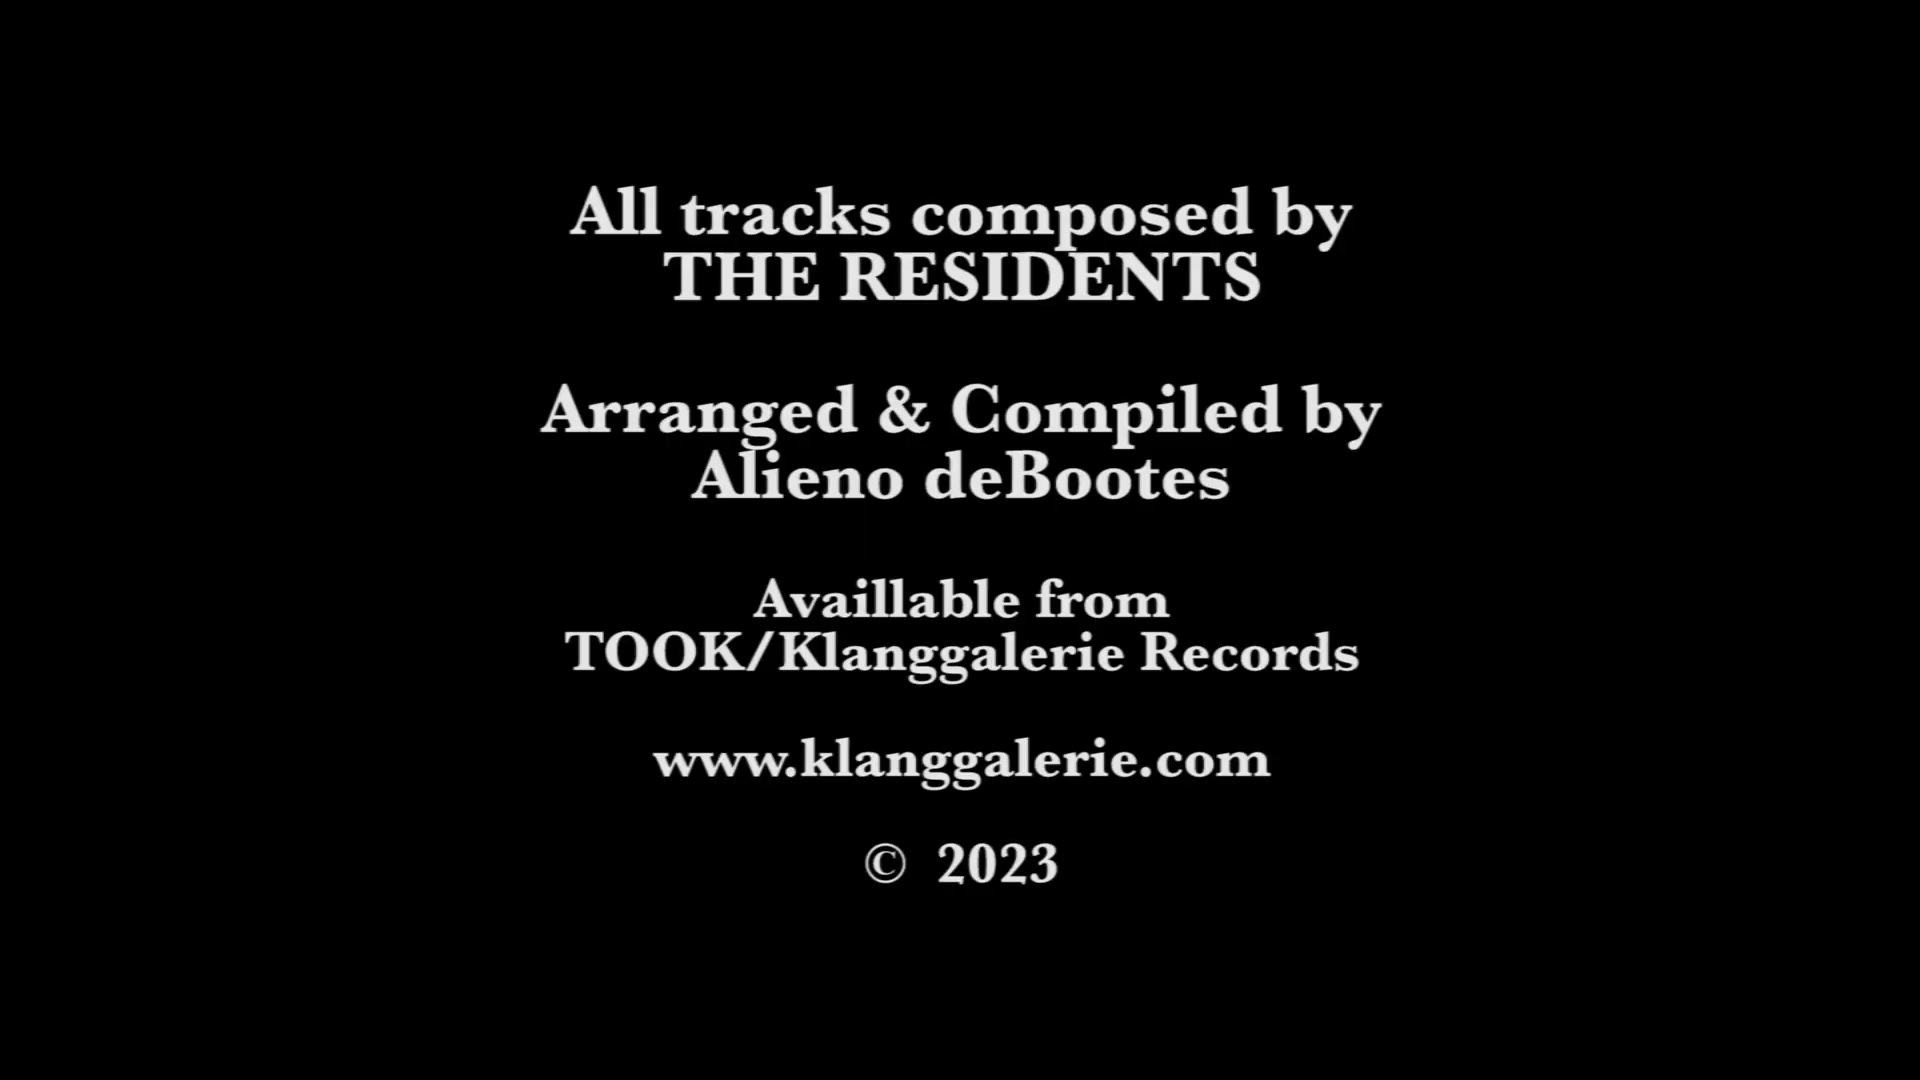 All tracks composed by
THE RESIDENTS
Arranged & Compiled by
Alieno deBootes
Availlable from
TOOK/Klanggalerie Records
www.klanggalerie.com
© 2023